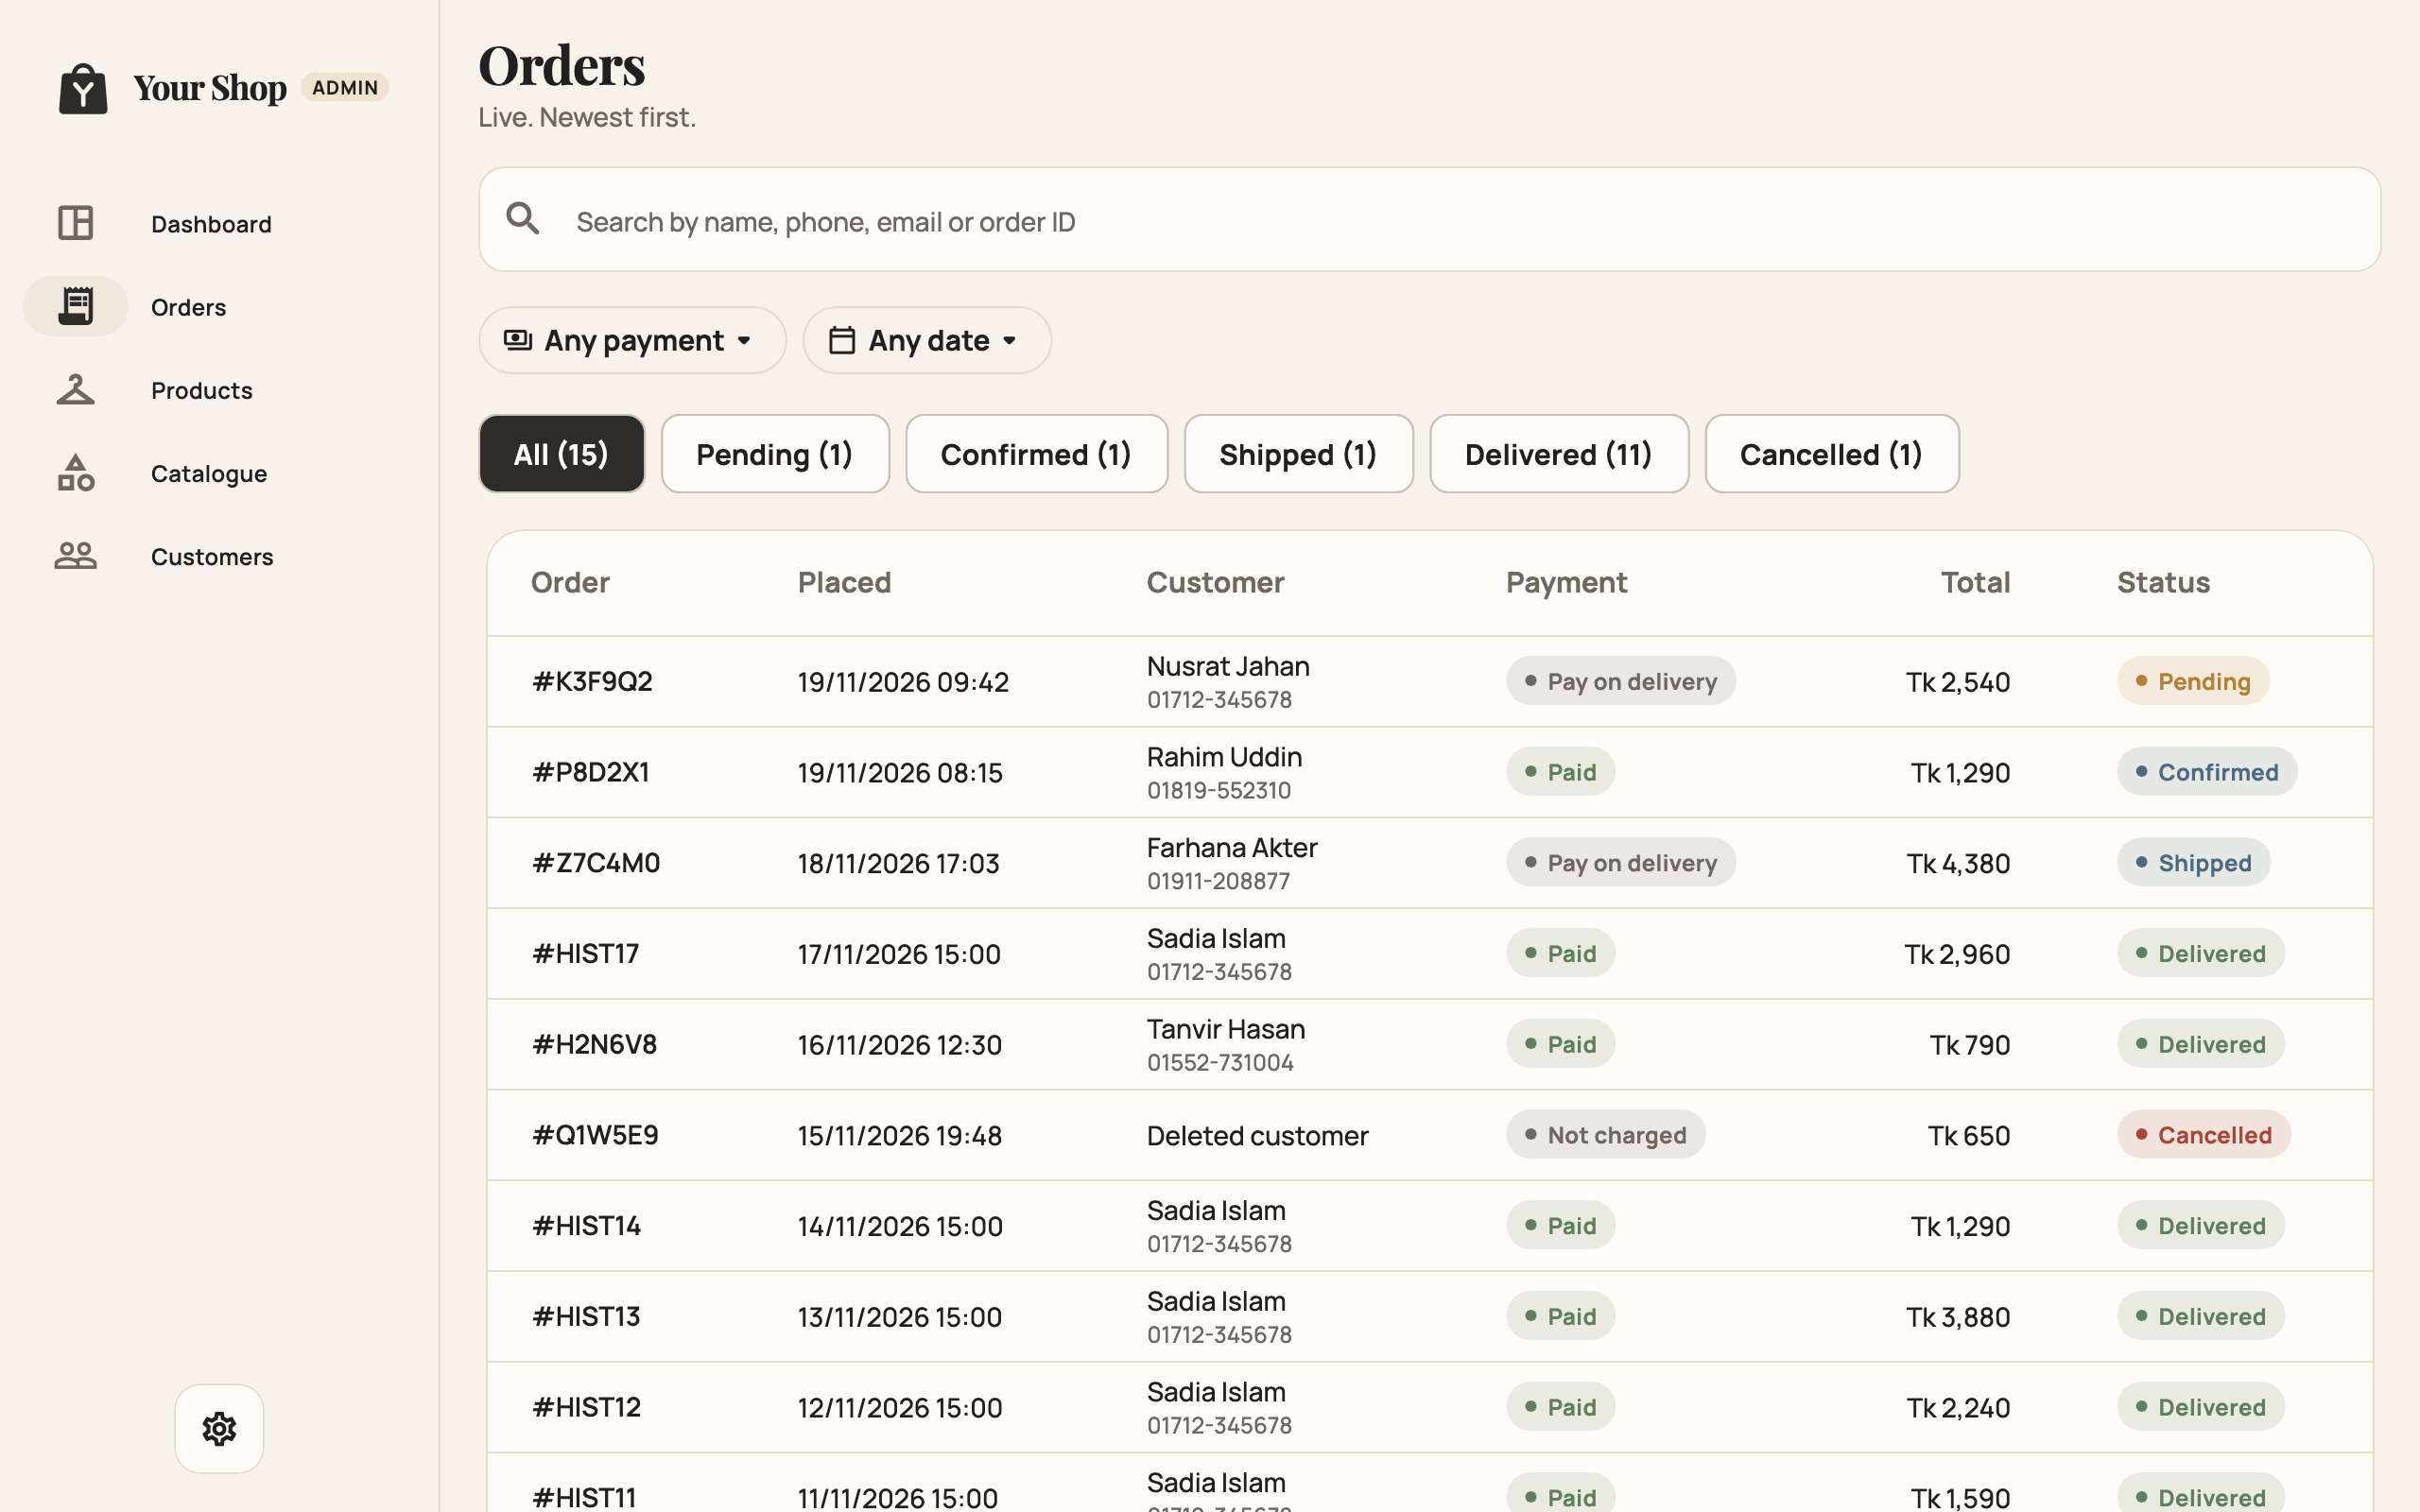 Your Shop ADMIN
Dashboard
Orders
Products
Catalogue
Customers
Orders
Live. Newest first.
Search by name, phone, email or order ID
Any payment
Any date
All (15)
Pending (1)
Confirmed (1)
Shipped (1)
Delivered (11)
Cancelled (1)
Order Placed Customer Payment Total Status
#K3F9Q2 19/11/2026 09:42 Nusrat Jahan Pay on delivery Tk 2,540 Pending
01712-345678
#P8D2X1 19/11/2026 08:15 Rahim Uddin Paid Tk 1,290 Confirmed
01819-552310
#Z7C4M0 18/11/2026 17:03 Farhana Akter Pay on delivery Tk 4,380 Shipped
01911-208877
#HIST17 17/11/2026 15:00 Sadia Islam Paid Tk 2,960 Delivered
01712-345678
#H2N6V8 16/11/2026 12:30 Tanvir Hasan Paid Tk 790 Delivered
01552-731004
#Q1W5E9 15/11/2026 19:48 Deleted customer Not charged Tk 650 Cancelled
#HIST14 14/11/2026 15:00 Sadia Islam Paid Tk 1,290 Delivered
01712-345678
#HIST13 13/11/2026 15:00 Sadia Islam Paid Tk 3,880 Delivered
01712-345678
#HIST12 12/11/2026 15:00 Sadia Islam Paid Tk 2,240 Delivered
01712-345678
#HIST11 11/11/2026 15:00 Sadia Islam Paid Tk 1,590 Delivered